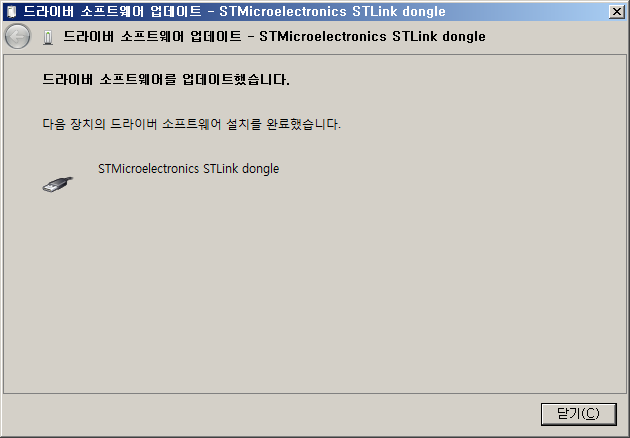 드라이버 소프트웨어 업데이트 - STMicroelectronics STLink dongle
드라이버 소프트웨어 업데이트 - STMicroelectronics STLink dongle
드라이버 소프트웨어를 업데이트했습니다.
다음 장치의 드라이버 소프트웨어 설치를 완료했습니다.
STMicroelectronics STLink dongle
닫기(C)